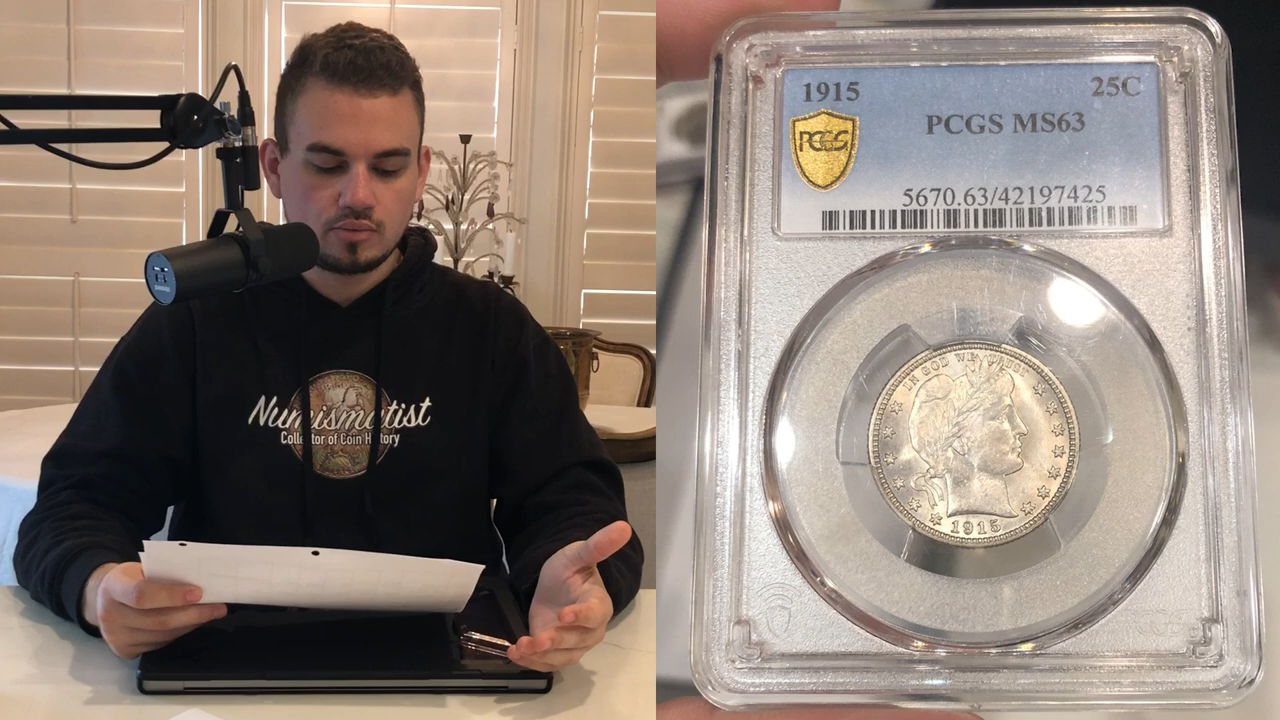 Numismatist
Collector of Coin History
1915
25C
PCGS MS63
PCGS
5670.63/42197425
IN GOD WE TRUST
1915